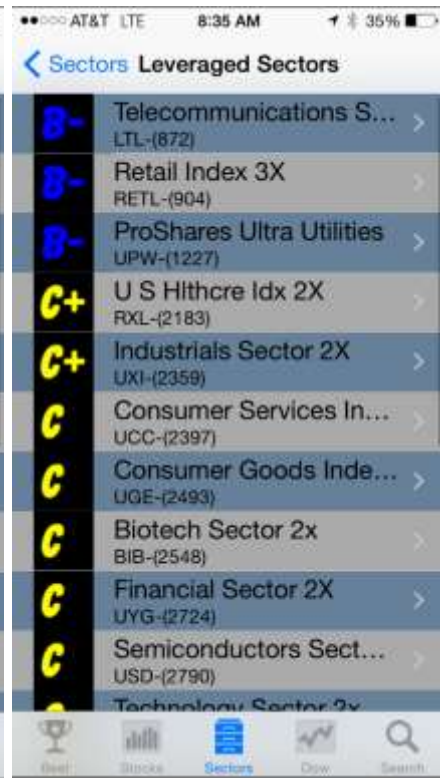 AT&T LTE 8:35 AM 35%
Sectors Leveraged Sectors
B- Telecommunications S...
LTL-(872)
B- Retail Index 3X
RETL-(904)
B- ProShares Ultra Utilities
UPW-(1227)
C+ U S Hlthcre Idx 2X
RXL-(2183)
C+ Industrials Sector 2X
UXI-(2359)
C Consumer Services In...
UCC-(2397)
C Consumer Goods Inde...
UGE-(2493)
C Biotech Sector 2x
BIB-(2548)
C Financial Sector 2X
UYG-(2724)
C Semiconductors Sect...
USD-(2790)
Technology Sector 2x
Best Stocks Sectors Dow Search